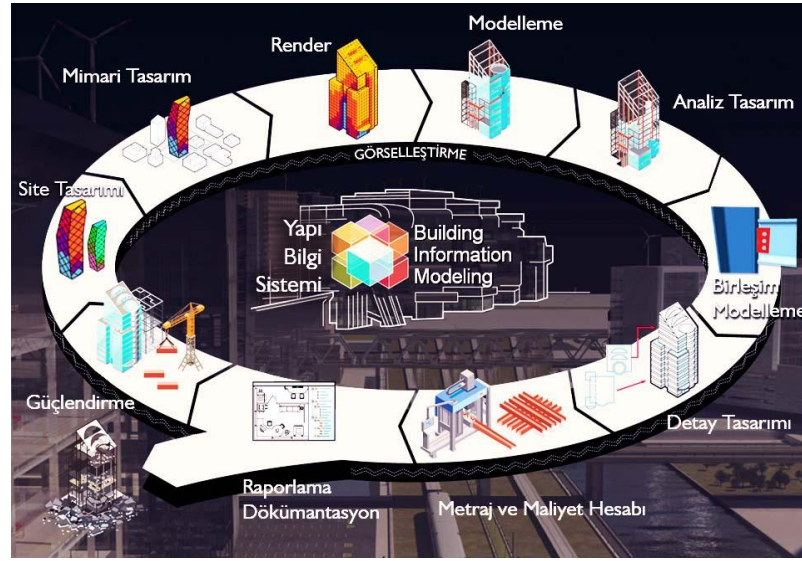 Modelleme
Render
Mimari Tasarım
Analiz Tasarım
GÖRSELLEŞTİRME
Site Tasarımı
Yapı
Bilgi
Sistemi
Building
Information
Modeling
Birleşim
Modelleme
Güçlendirme
Detay Tasarımı
Raporlama
Dökümantasyon
Metraj ve Maliyet Hesabı